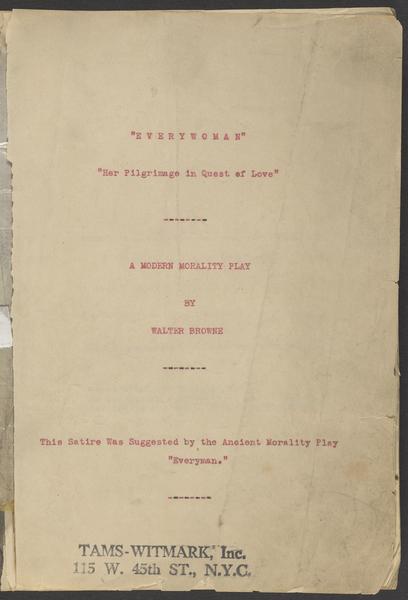 "E V E R Y W O M A N"
"Her Pilgrimage in Quest of Love"
--------
A MODERN MORALITY PLAY
BY
WALTER BROWNE
--------
This Satire Was Suggested by the Ancient Morality Play
"Everyman."
--------
TAMS-WITMARK, Inc.
115 W. 45th ST., N.Y.C.